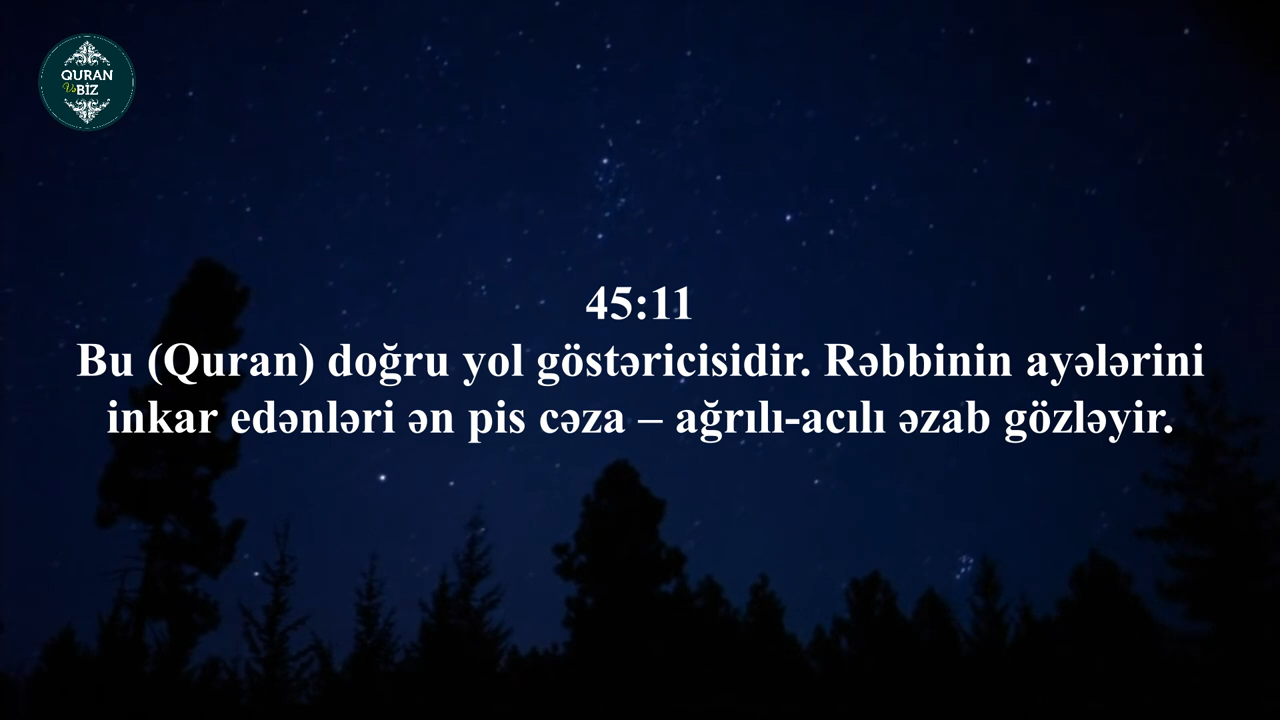 QURAN
Və BİZ
45:11
Bu (Quran) doğru yol göstəricisidir. Rəbbinin ayələrini
inkar edənləri ən pis cəza – ağrılı-acılı əzab gözləyir.